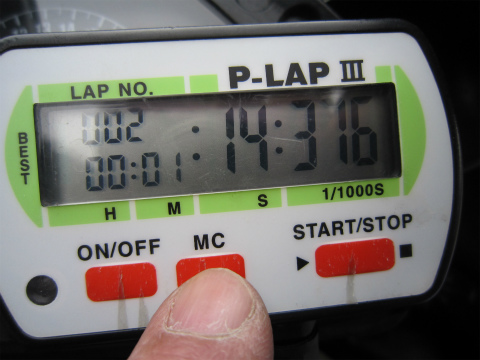 LAP NO. P-LAP III
BEST
002
00:01:14:316
H M S 1/1000S
ON/OFF MC START/STOP